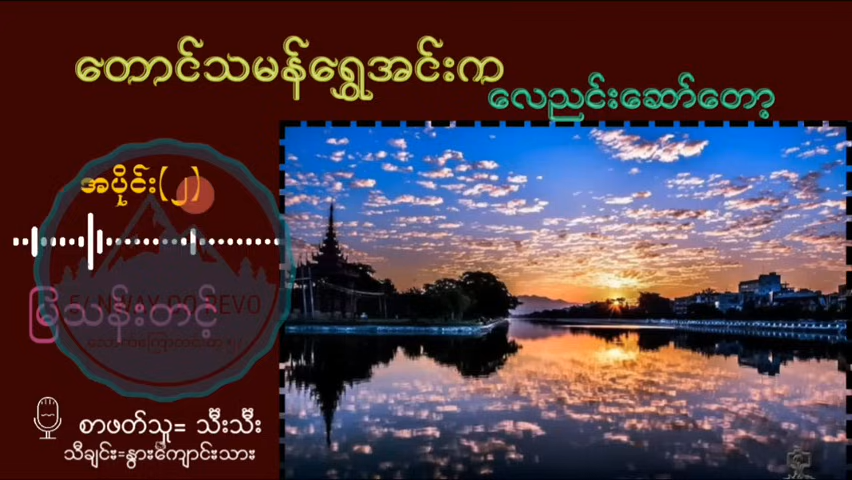 တောင်သမန်ရွှေအင်းက
လေညင်းဆော်တော့
အပိုင်း(၂)
မြသန်းတင့်
စာဖတ်သူ= သီးသီး
သီချင်း=နွားကျောင်းသား